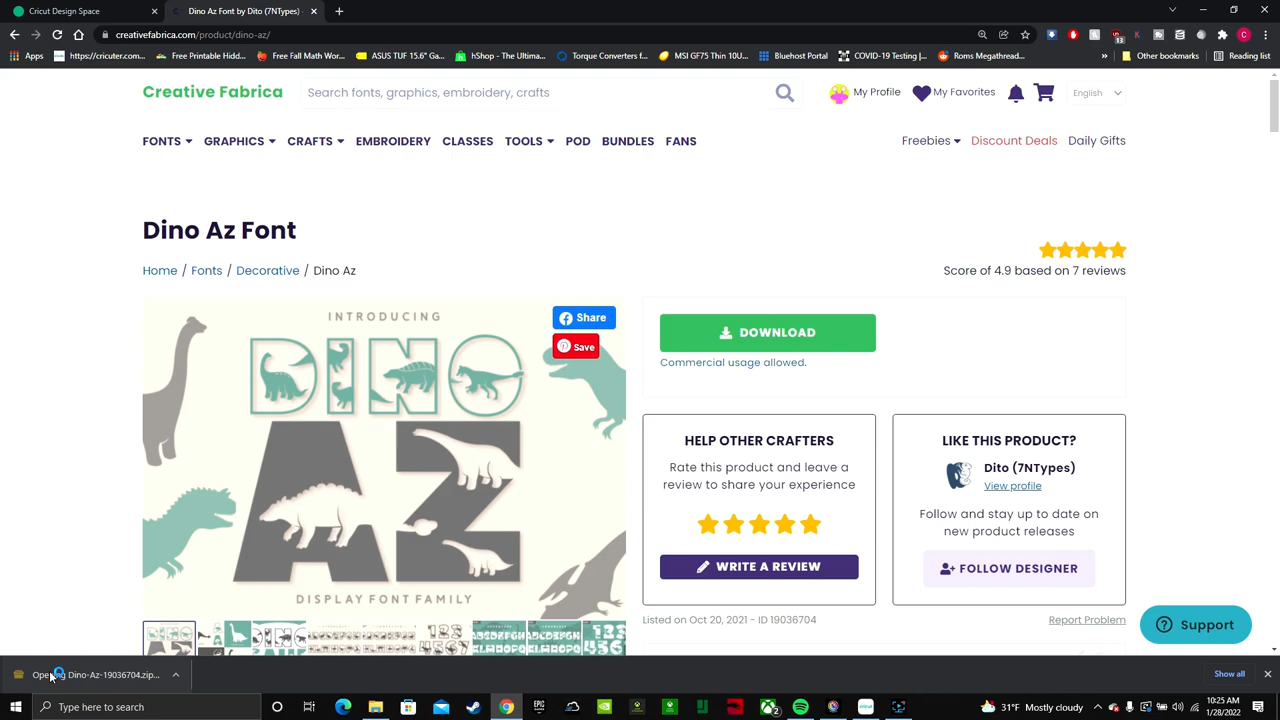 Cricut Design Space
Dino Az Dino Az (Font) by 7NTypes ·
creativefabrica.com/product/dino-az/
Apps
https://cricuter.com...
Free Printable Hidd...
Free Fall Math Wor...
ASUS TUF 15.6" Ga...
hShop - The Ultima...
Torque Converters f...
MSI GF75 Thin 10U...
Bluehost Portal
COVID-19 Testing |...
Roms Megathread...
»
Other bookmarks
Reading list
Creative Fabrica
Search fonts, graphics, embroidery, crafts
My Profile
My Favorites
English
FONTS
GRAPHICS
CRAFTS
EMBROIDERY
CLASSES
TOOLS
POD
BUNDLES
FANS
Freebies
Discount Deals
Daily Gifts
Dino Az Font
Home / Fonts / Decorative / Dino Az
Score of 4.9 based on 7 reviews
INTRODUCING
DINO
AZ
DISPLAY FONT FAMILY
Share
Save
DOWNLOAD
Commercial usage allowed.
HELP OTHER CRAFTERS
Rate this product and leave a
review to share your experience
WRITE A REVIEW
LIKE THIS PRODUCT?
Dito (7NTypes)
View profile
Follow and stay up to date on
new product releases
FOLLOW DESIGNER
Listed on Oct 20, 2021 - ID 19036704
Report Problem
Support
Dino-Az-19036704.zip...
Show all
Type here to search
31°F Mostly cloudy
10:25 AM
1/28/2022